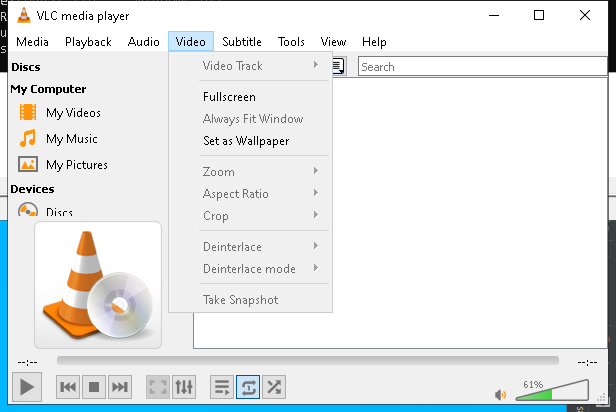 VLC media player
Media Playback Audio Video Subtitle Tools View Help
Discs
Search
My Computer
My Videos
My Music
My Pictures
Devices
Discs
Video Track
Fullscreen
Always Fit Window
Set as Wallpaper
Zoom
Aspect Ratio
Crop
Deinterlace
Deinterlace mode
Take Snapshot
--:-- --:--
61%